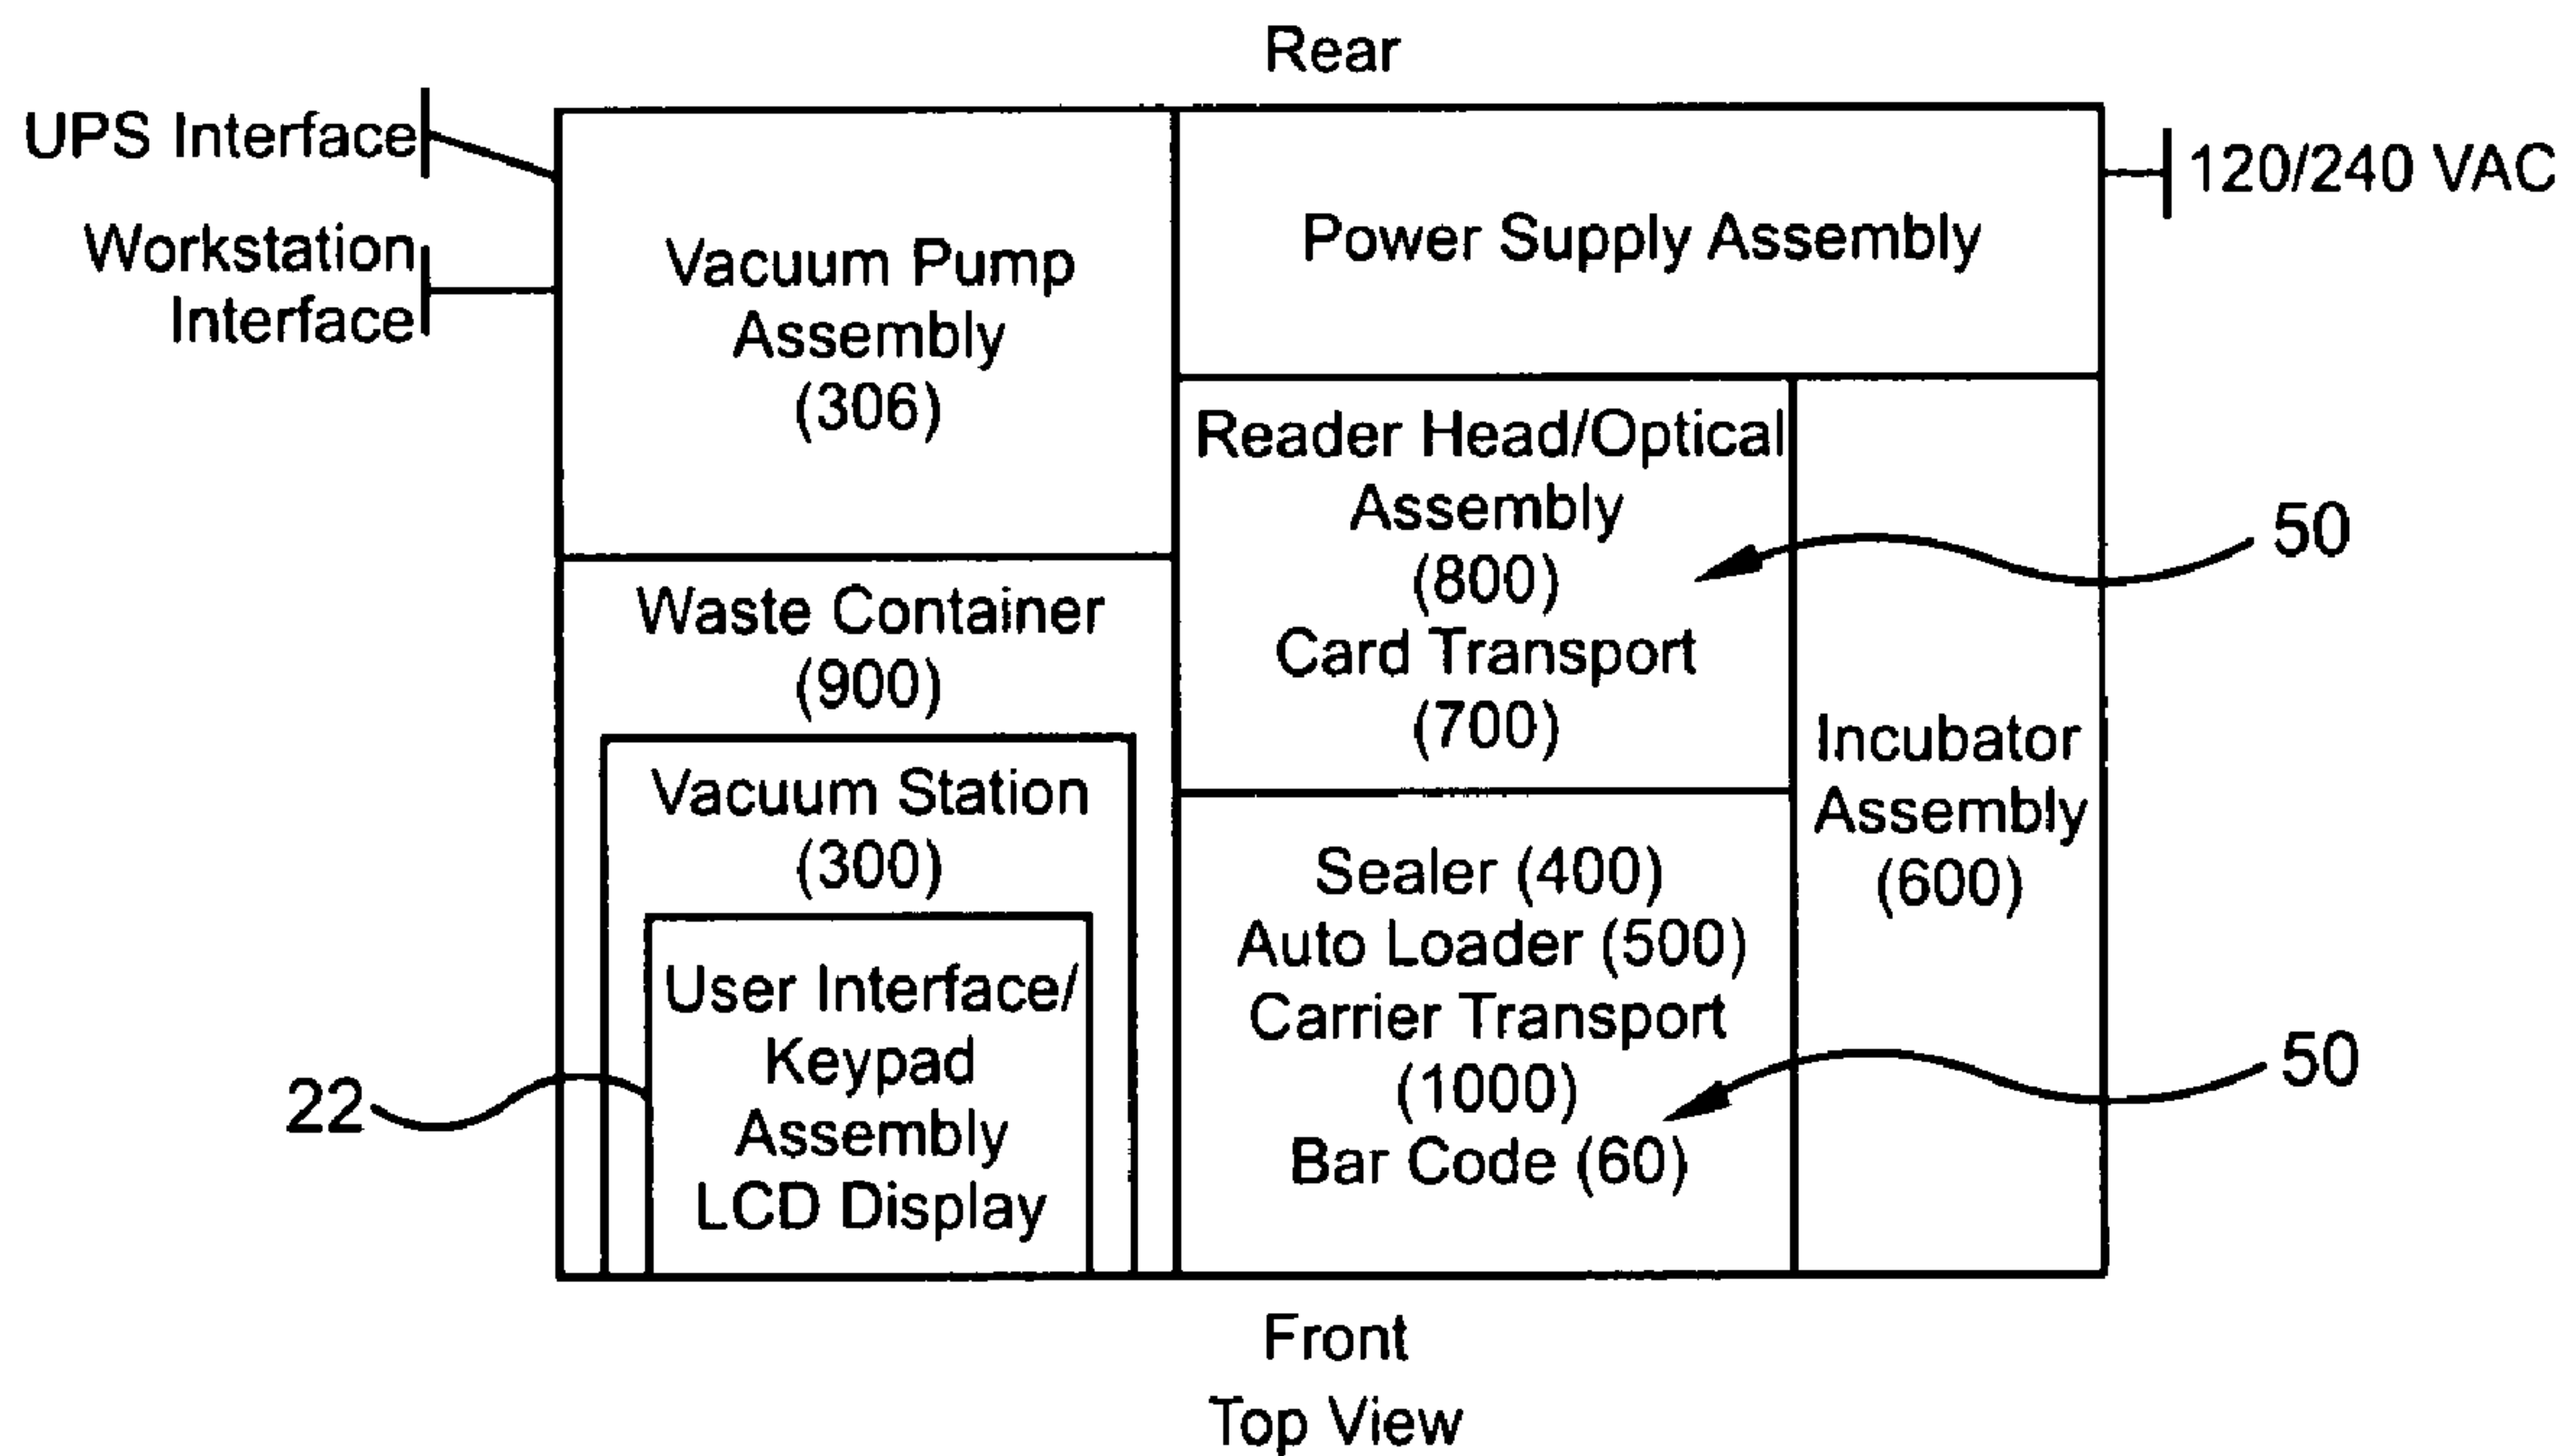 Rear
UPS Interface
Workstation
Interface
120/240 VAC
Vacuum Pump
Assembly
(306)
Power Supply Assembly
Reader Head/Optical
Assembly
(800)
Card Transport
(700)
50
Waste Container
(900)
Vacuum Station
(300)
User Interface/
Keypad
Assembly
LCD Display
22
Sealer (400)
Auto Loader (500)
Carrier Transport
(1000)
Bar Code (60)
Incubator
Assembly
(600)
50
Front
Top View